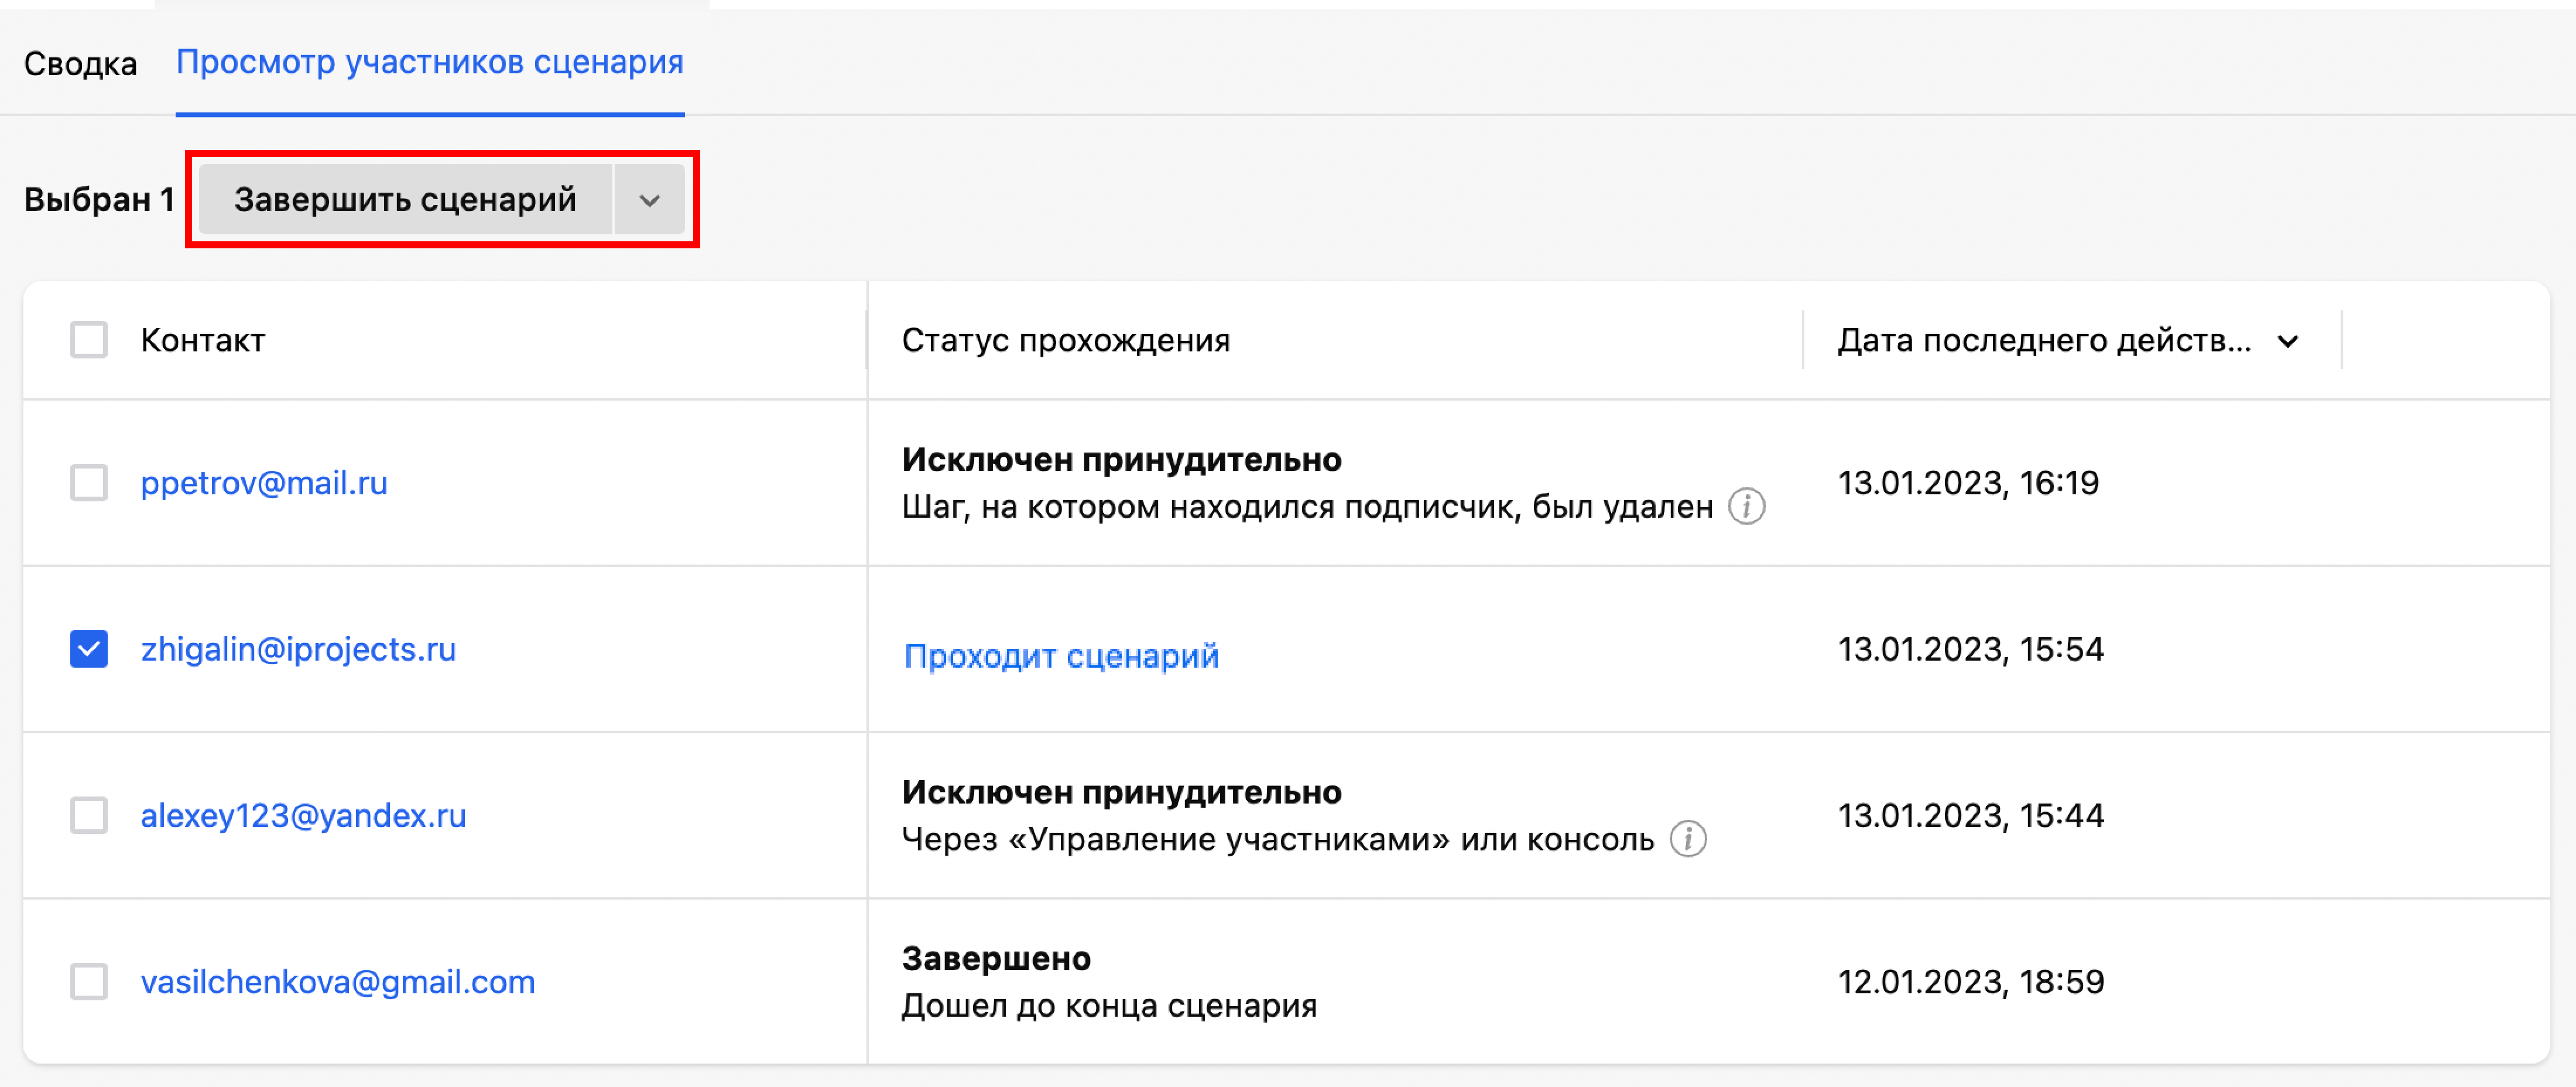 Сводка Просмотр участников сценария
Выбран 1 Завершить сценарий
Контакт Статус прохождения Дата последнего действ...
ppetrov@mail.ru
Исключен принудительно
Шаг, на котором находился подписчик, был удален
13.01.2023, 16:19
zhigalin@iprojects.ru
Проходит сценарий
13.01.2023, 15:54
alexey123@yandex.ru
Исключен принудительно
Через «Управление участниками» или консоль
13.01.2023, 15:44
vasilchenkova@gmail.com
Завершено
Дошел до конца сценария
12.01.2023, 18:59